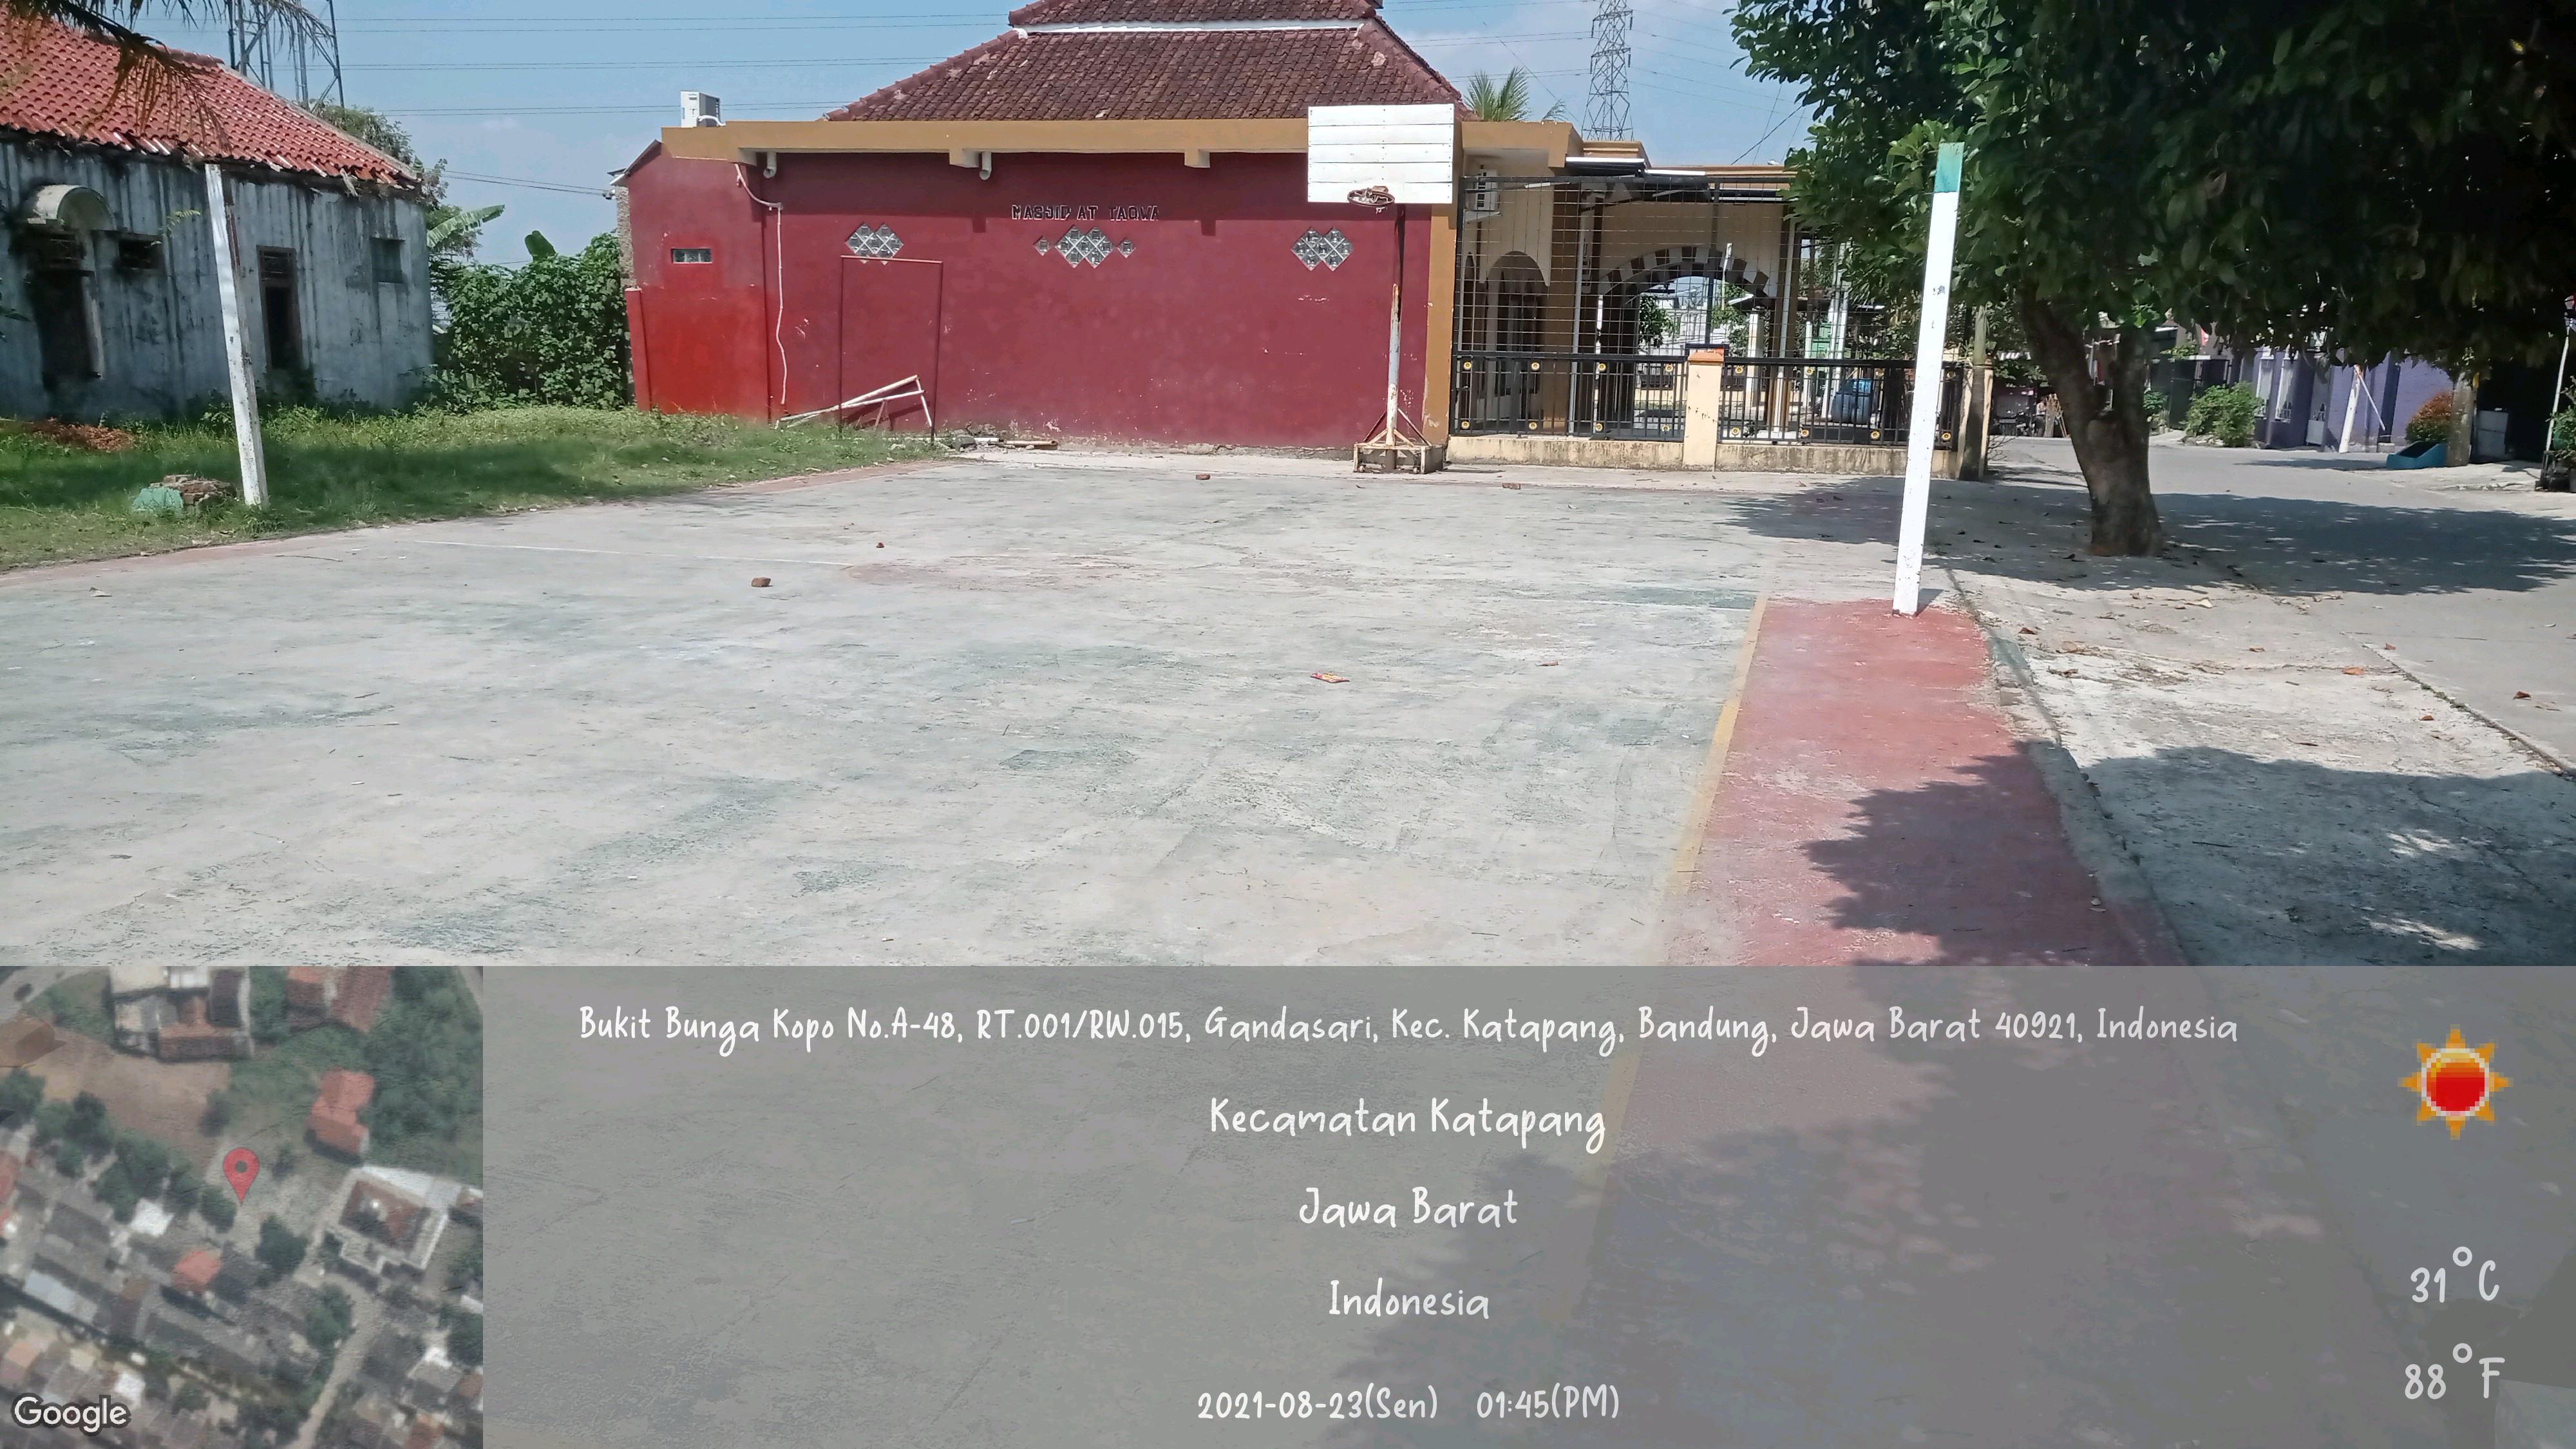 MASJID AT TAQWA
Bukit Bunga Kopo No.A-48, RT.001/RW.015, Gandasari, Kec. Katapang, Bandung, Jawa Barat 40921, Indonesia
Kecamatan Katapang
Jawa Barat
Indonesia
2021-08-23(Sen) 01:45(PM)
31°C
88°F
Google